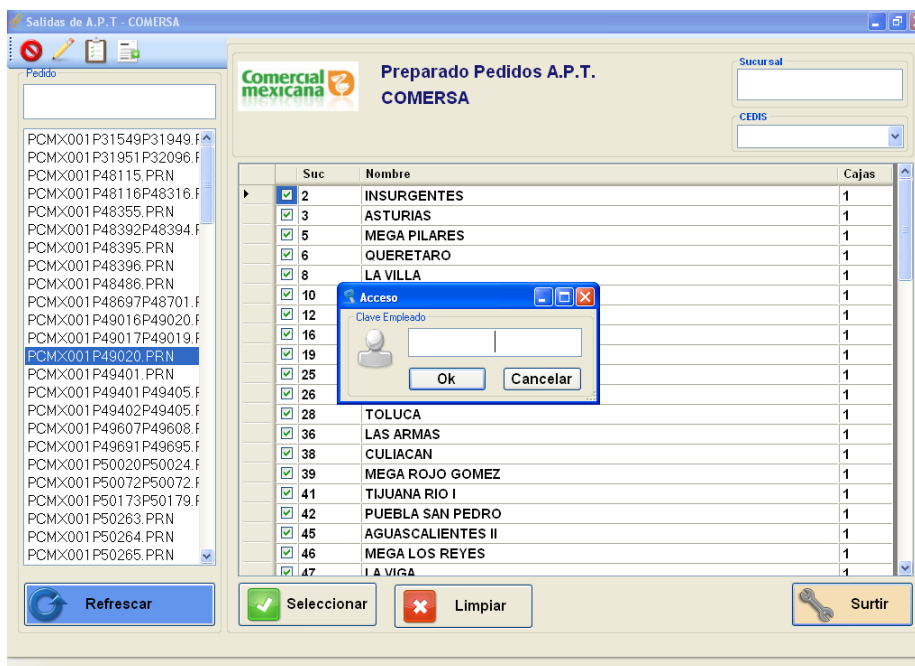 Salidas de A.P.T - COMERSA
Pedido
PCMX001P31549P31949.
PCMX001P31951P32096.
PCMX001P48115.PRN
PCMX001P48116P48316.
PCMX001P48355.PRN
PCMX001P48392P48394.
PCMX001P48395.PRN
PCMX001P48396.PRN
PCMX001P48486.PRN
PCMX001P48697P48701.
PCMX001P49016P49020.
PCMX001P49017P49019.
PCMX001P49020.PRN
PCMX001P49401.PRN
PCMX001P49401P49405.
PCMX001P49402P49405.
PCMX001P49607P49608.
PCMX001P49691P49695.
PCMX001P50020P50024.
PCMX001P50072P50072.
PCMX001P50173P50179.
PCMX001P50263.PRN
PCMX001P50264.PRN
PCMX001P50265.PRN
Refrescar
Comercial
mexicana
Preparado Pedidos A.P.T.
COMERSA
Sucursal
CEDIS
Suc Nombre Cajas
2 INSURGENTES 1
3 ASTURIAS 1
5 MEGA PILARES 1
6 QUERETARO 1
8 LA VILLA 1
10 1
12 1
16 1
19 1
25 1
26 1
28 TOLUCA 1
36 LAS ARMAS 1
38 CULIACAN 1
39 MEGA ROJO GOMEZ 1
41 TIJUANA RIO I 1
42 PUEBLA SAN PEDRO 1
45 AGUASCALIENTES II 1
46 MEGA LOS REYES 1
47 LA VIGA 1
Acceso
Clave Empleado
Ok Cancelar
Seleccionar Limpiar Surtir